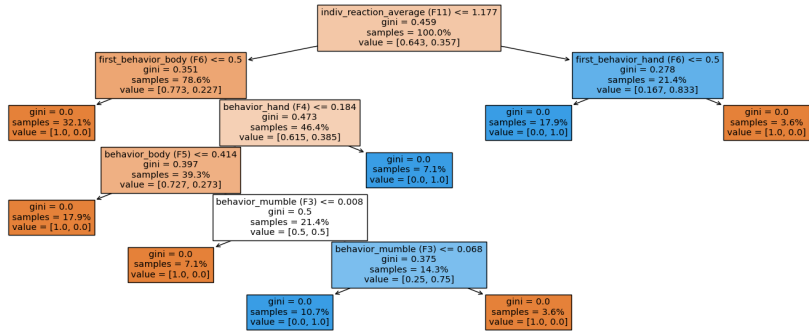 indiv_reaction_average (F11) <= 1.177
gini = 0.459
samples = 100.0%
value = [0.643, 0.357]
first_behavior_body (F6) <= 0.5
gini = 0.351
samples = 78.6%
value = [0.773, 0.227]
first_behavior_hand (F6) <= 0.5
gini = 0.278
samples = 21.4%
value = [0.167, 0.833]
gini = 0.0
samples = 32.1%
value = [1.0, 0.0]
behavior_hand (F4) <= 0.184
gini = 0.473
samples = 46.4%
value = [0.615, 0.385]
gini = 0.0
samples = 17.9%
value = [0.0, 1.0]
gini = 0.0
samples = 3.6%
value = [1.0, 0.0]
behavior_body (F5) <= 0.414
gini = 0.397
samples = 39.3%
value = [0.727, 0.273]
gini = 0.0
samples = 7.1%
value = [0.0, 1.0]
gini = 0.0
samples = 17.9%
value = [1.0, 0.0]
behavior_mumble (F3) <= 0.008
gini = 0.5
samples = 21.4%
value = [0.5, 0.5]
gini = 0.0
samples = 7.1%
value = [1.0, 0.0]
behavior_mumble (F3) <= 0.068
gini = 0.375
samples = 14.3%
value = [0.25, 0.75]
gini = 0.0
samples = 10.7%
value = [0.0, 1.0]
gini = 0.0
samples = 3.6%
value = [1.0, 0.0]